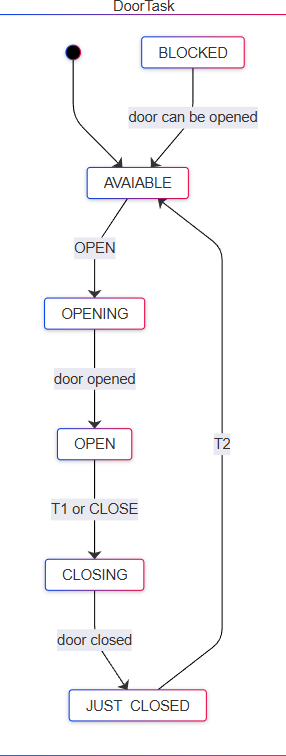 DoorTask
BLOCKED
door can be opened
AVAIABLE
OPEN
OPENING
door opened
OPEN
T2
T1 or CLOSE
CLOSING
door closed
JUST CLOSED